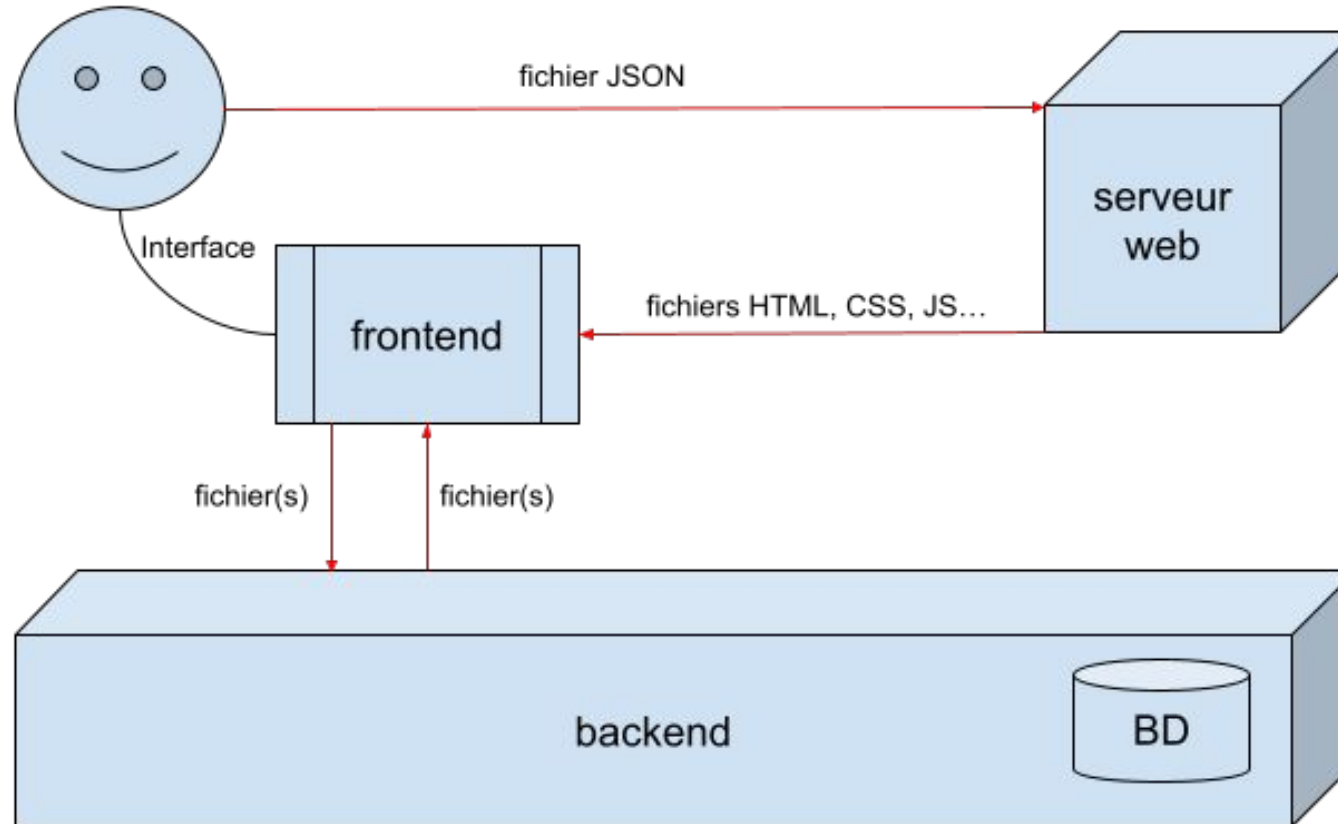 fichier JSON
serveur
web
Interface
fichiers HTML, CSS, JS...
frontend
fichier(s)
fichier(s)
backend
BD